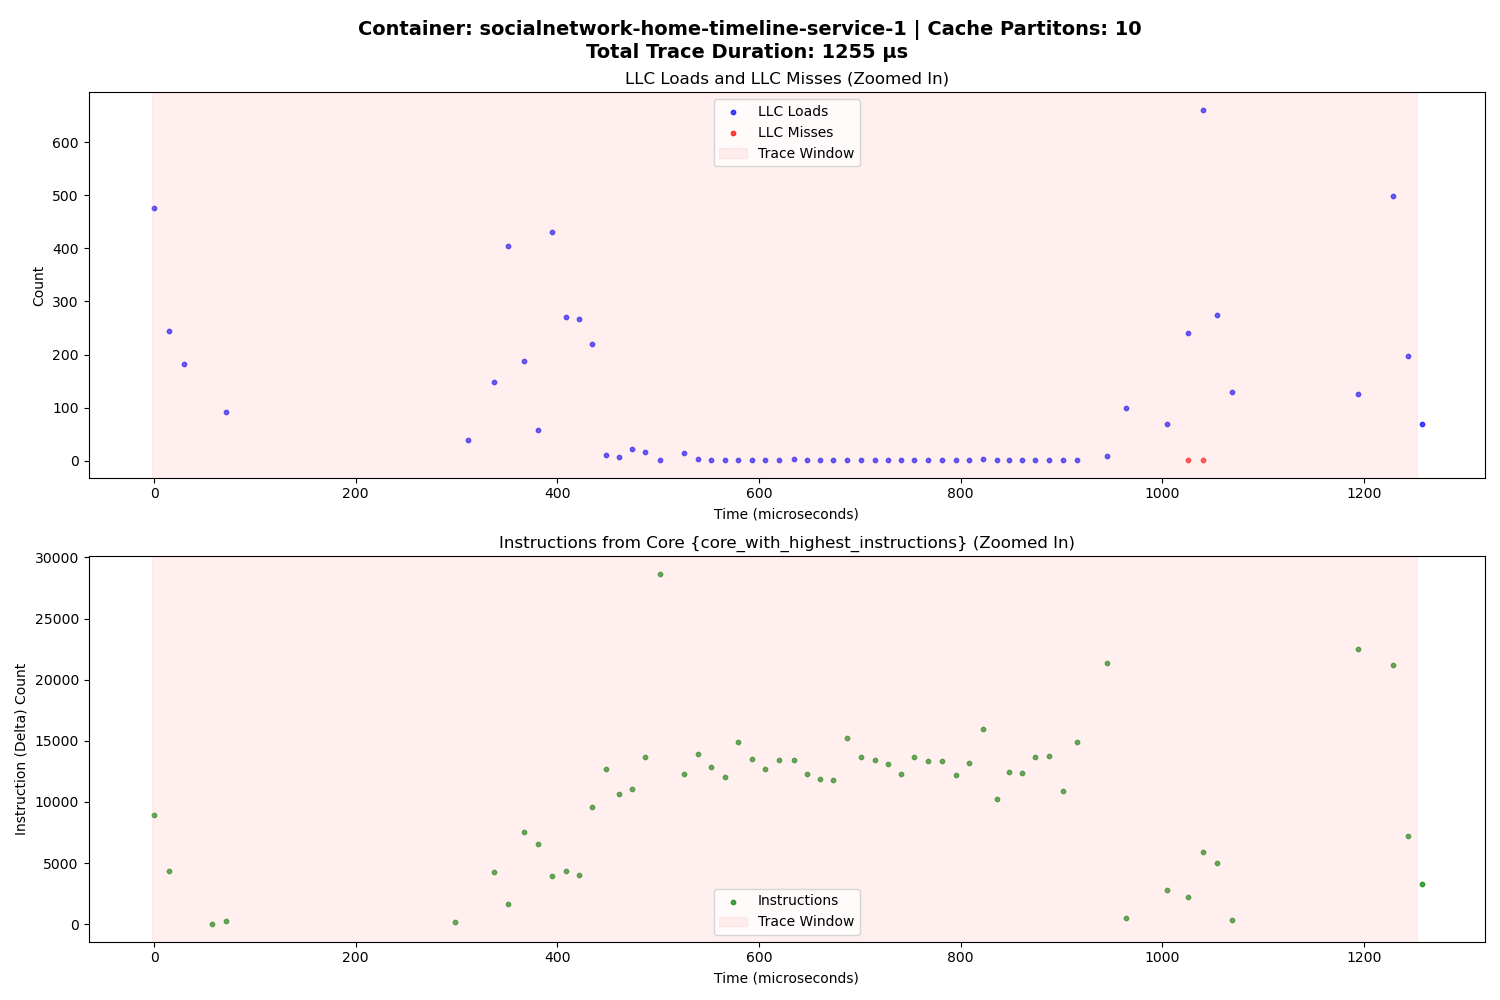 Container: socialnetwork-home-timeline-service-1 | Cache Partitons: 10
Total Trace Duration: 1255 µs
LLC Loads and LLC Misses (Zoomed In)
LLC Loads
LLC Misses
Trace Window
Count
600
500
400
300
200
100
0
0 200 400 600 800 1000 1200
Time (microseconds)
Instructions from Core {core_with_highest_instructions} (Zoomed In)
Instruction (Delta) Count
30000
25000
20000
15000
10000
5000
0
Instructions
Trace Window
0 200 400 600 800 1000 1200
Time (microseconds)